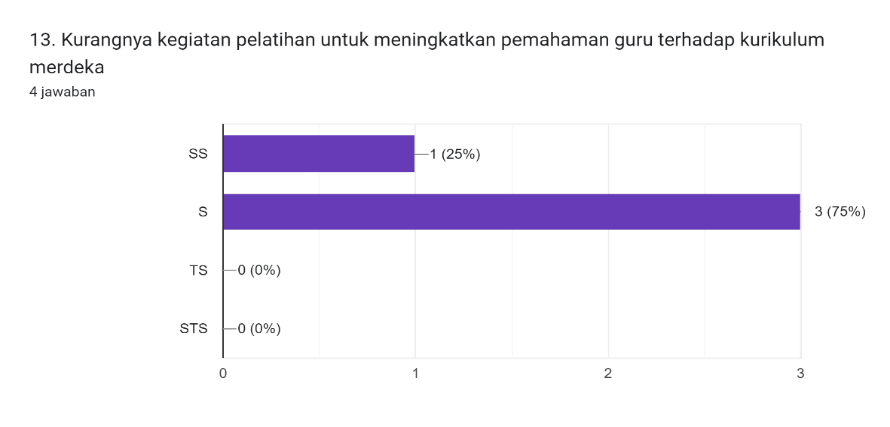 13. Kurangnya kegiatan pelatihan untuk meningkatkan pemahaman guru terhadap kurikulum
merdeka
4 jawaban
SS 1 (25%)
S 3 (75%)
TS 0 (0%)
STS 0 (0%)
0 1 2 3